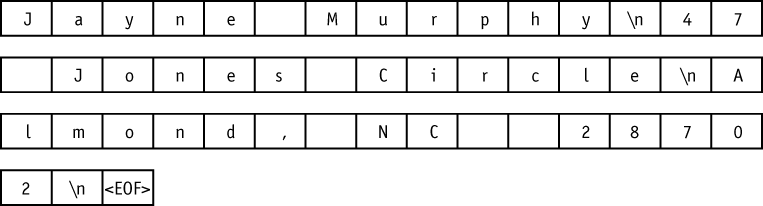 J a y n e   M u r p h y \n 4 7
  J o n e s   C i r c l e \n A
l m o n d ,   N C     2 8 7 0
2 \n <EOF>